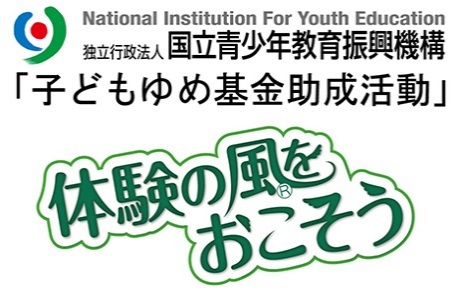 National Institution For Youth Education
独立行政法人 国立青少年教育振興機構
「子どもゆめ基金助成活動」
体験の風を®
おこそう